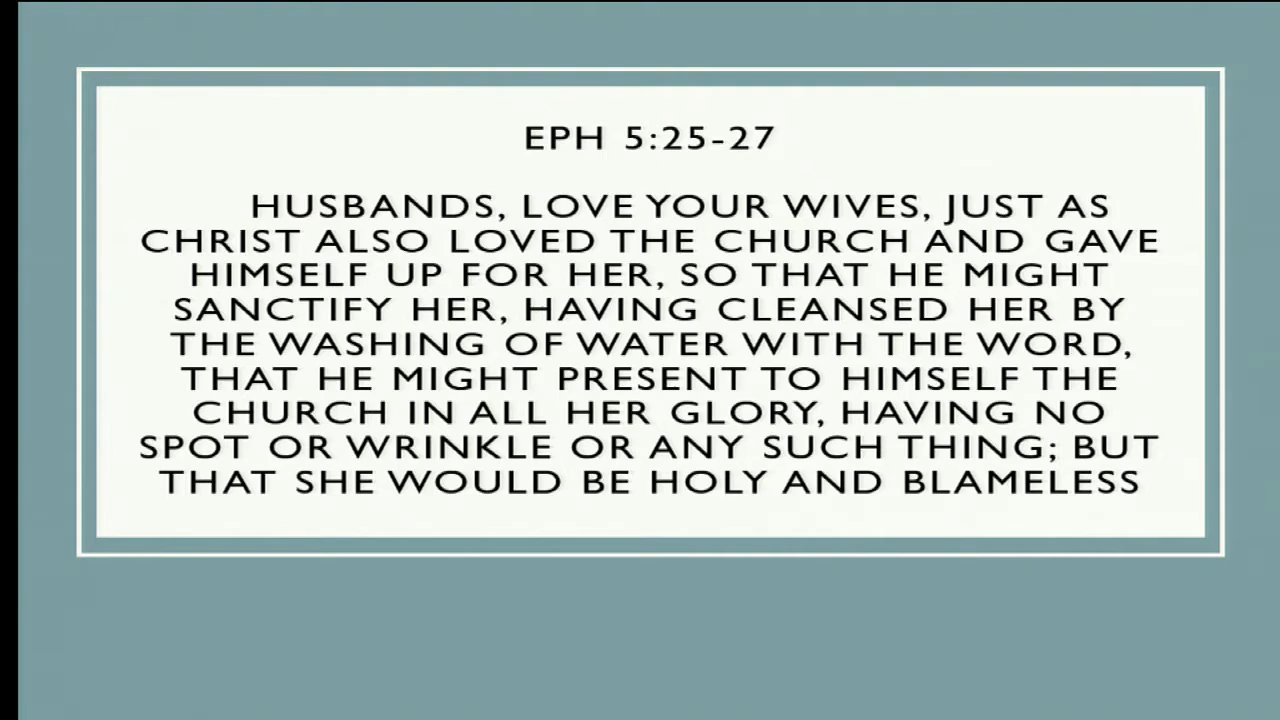 EPH 5:25-27
HUSBANDS, LOVE YOUR WIVES, JUST AS
CHRIST ALSO LOVED THE CHURCH AND GAVE
HIMSELF UP FOR HER, SO THAT HE MIGHT
SANCTIFY HER, HAVING CLEANSED HER BY
THE WASHING OF WATER WITH THE WORD,
THAT HE MIGHT PRESENT TO HIMSELF THE
CHURCH IN ALL HER GLORY, HAVING NO
SPOT OR WRINKLE OR ANY SUCH THING; BUT
THAT SHE WOULD BE HOLY AND BLAMELESS